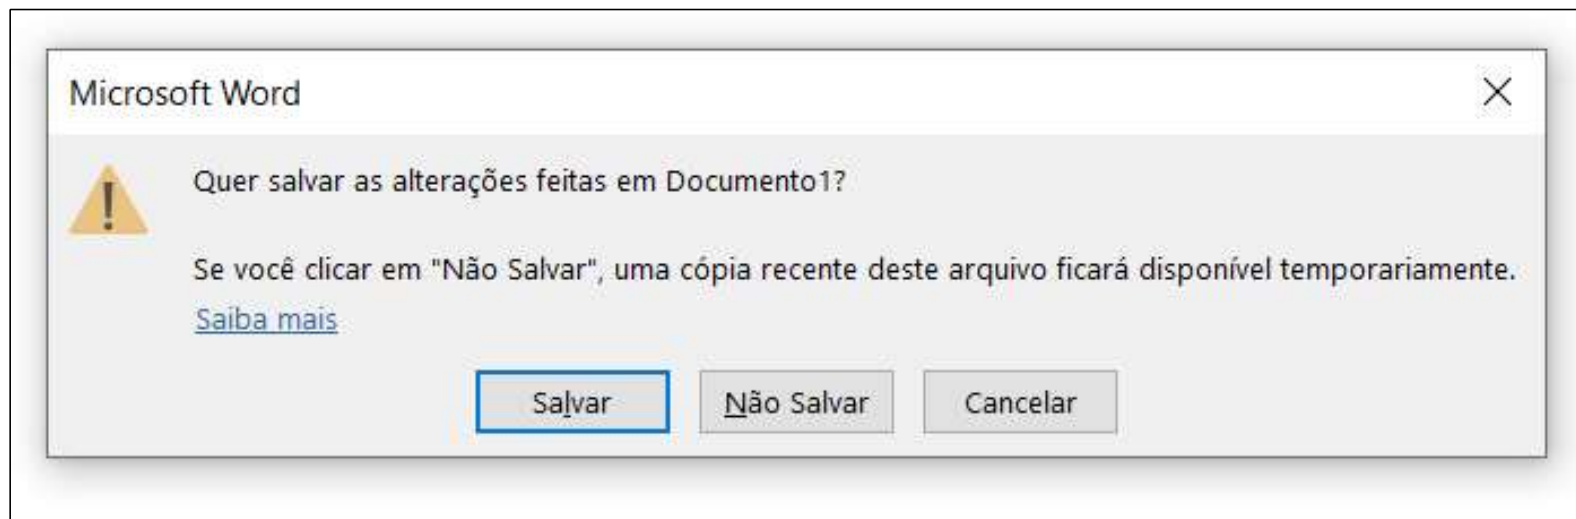 Microsoft Word
Quer salvar as alterações feitas em Documento1?
Se você clicar em "Não Salvar", uma cópia recente deste arquivo ficará disponível temporariamente.
Saiba mais
Salvar Não Salvar Cancelar